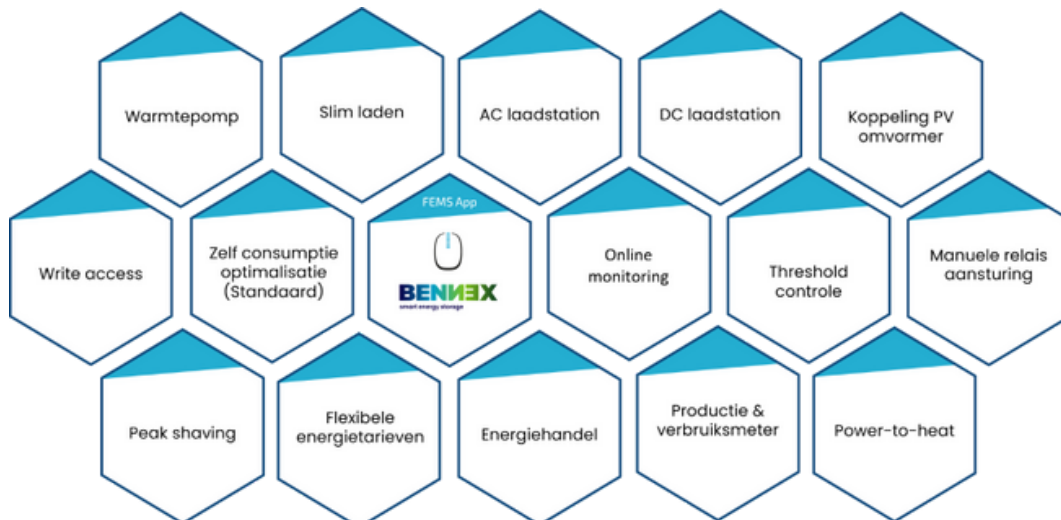 Warmtepomp
Slim laden
AC laadstation
DC laadstation
Koppeling PV
omvormer
Write access
Zelf consumptie
optimalisatie
(Standaard)
FEMS App
BENNEX
smart energy storage
Online
monitoring
Threshold
controle
Manuele relais
aansturing
Peak shaving
Flexibele
energietarieven
Energiehandel
Productie &
verbruiksmeter
Power-to-heat